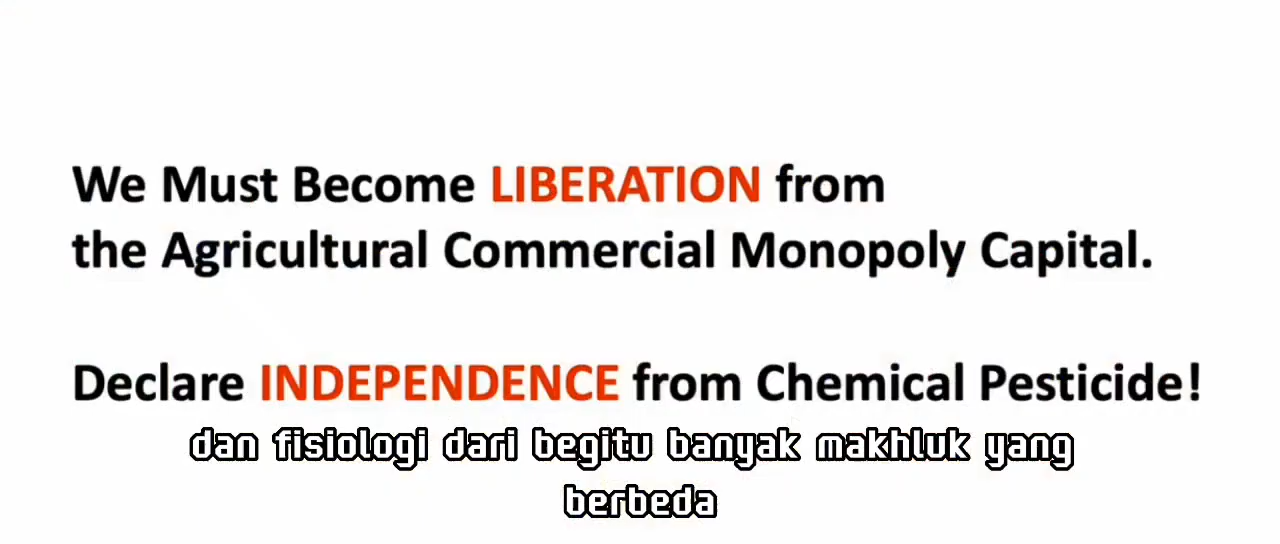 We Must Become LIBERATION from
the Agricultural Commercial Monopoly Capital.
Declare INDEPENDENCE from Chemical Pesticide!
dan fisiologi dari begitu banyak makhluk yang
berbeda